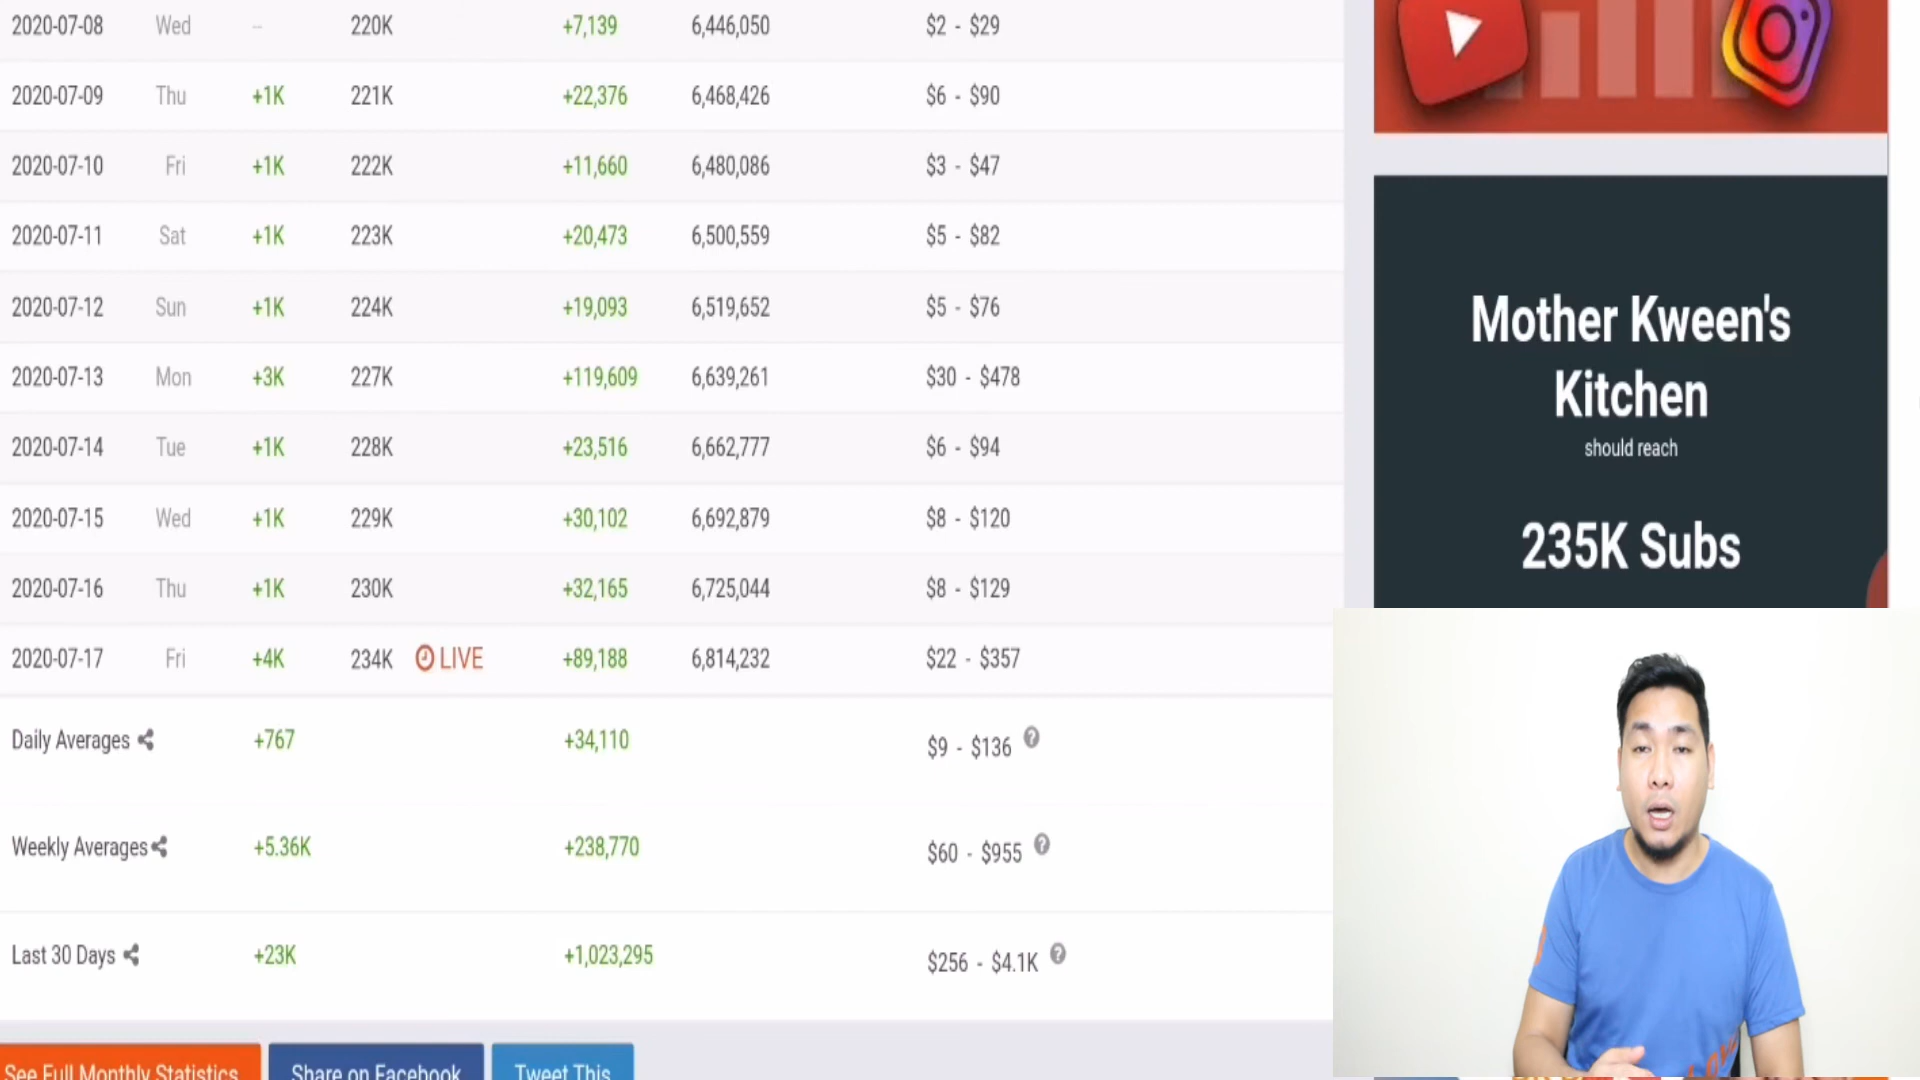 2020-07-08 Wed -- 220K +7,139 6,446,050 $2 - $29
2020-07-09 Thu +1K 221K +22,376 6,468,426 $6 - $90
2020-07-10 Fri +1K 222K +11,660 6,480,086 $3 - $47
2020-07-11 Sat +1K 223K +20,473 6,500,559 $5 - $82
2020-07-12 Sun +1K 224K +19,093 6,519,652 $5 - $76
2020-07-13 Mon +3K 227K +119,609 6,639,261 $30 - $478
2020-07-14 Tue +1K 228K +23,516 6,662,777 $6 - $94
2020-07-15 Wed +1K 229K +30,102 6,692,879 $8 - $120
2020-07-16 Thu +1K 230K +32,165 6,725,044 $8 - $129
2020-07-17 Fri +4K 234K LIVE +89,188 6,814,232 $22 - $357
Daily Averages +767 +34,110 $9 - $136 ?
Weekly Averages +5.36K +238,770 $60 - $955 ?
Last 30 Days +23K +1,023,295 $256 - $4.1K ?
See Full Monthly Statistics
Share on Facebook
Tweet This
Mother Kween's
Kitchen
should reach
235K Subs